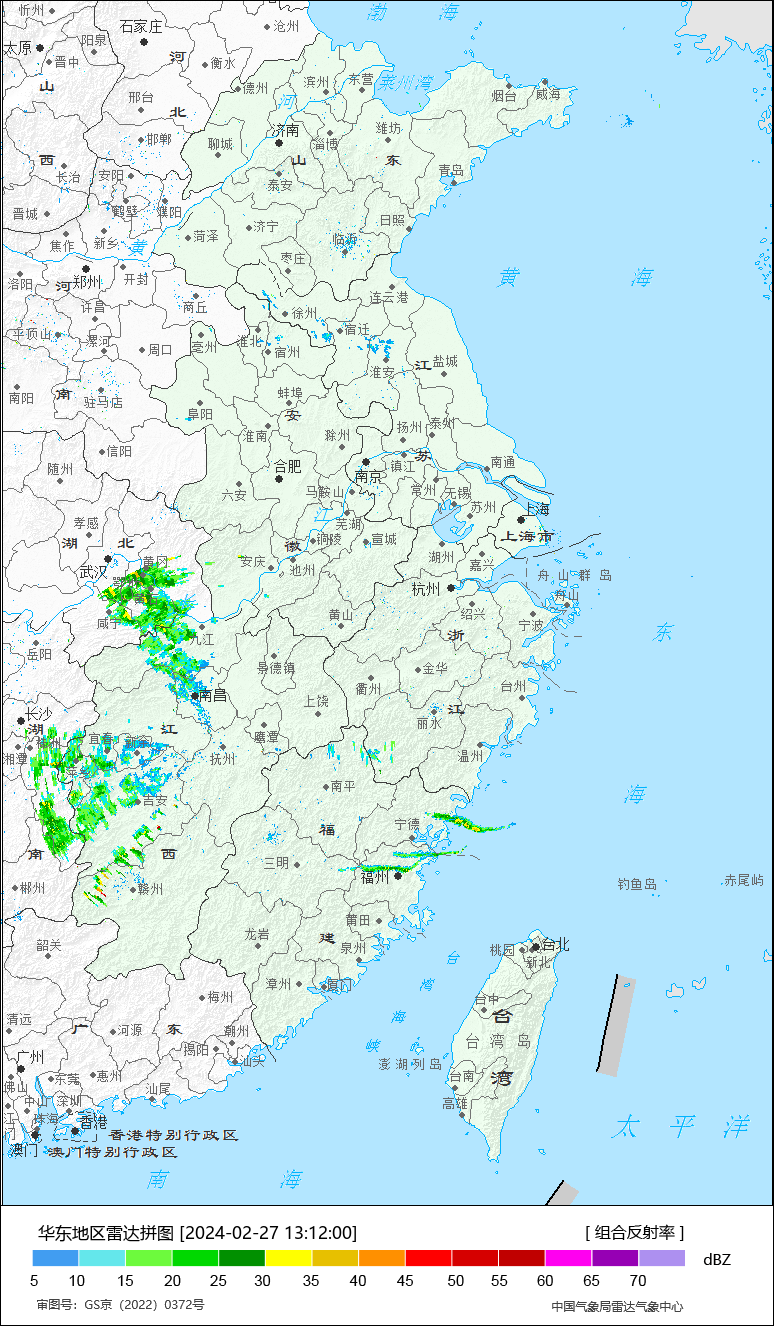 渤 海
忻州
沧州
石家庄
太原
阳泉
河
晋中
衡水
山
德州
滨州
东营
莱州湾
烟台
威海
邢台
北
河
济南
潍坊
邯郸
聊城
淄博
西
山
东
长治
安阳
泰安
青岛
鹤壁
濮阳
晋城
济宁
日照
焦作
新乡
黄
菏泽
临沂
枣庄
洛阳
郑州
河
开封
黄 海
连云港
许昌
商丘
徐州
宿迁
平顶山
漯河
周口
亳州
淮北
宿州
江
盐城
淮安
南阳
南
驻马店
阜阳
蚌埠
安
扬州
泰州
信阳
淮南
滁州
苏
随州
合肥
南京
镇江
南通
六安
马鞍山
常州
无锡
苏州
上海
孝感
江
芜湖
湖 北
徽
铜陵
宣城
上海市
武汉
黄冈
安庆
池州
湖州
嘉兴
舟山群岛
杭州
舟山
咸宁
黄山
绍兴
宁波
九江
浙
东
岳阳
景德镇
衢州
金华
南昌
台州
长沙
上饶
江
湖
江
鹰潭
丽水
湘潭
宜春
抚州
温州
南平
海
吉安
宁德
福
南
西
三明
福州
钓鱼岛
赤尾屿
郴州
赣州
莆田
龙岩
建
韶关
泉州
台
台北
桃园
新北
漳州
厦门
湾
梅州
台中
清远
广
河源
东
潮州
海
台
台湾岛
揭阳
广州
汕头
峡
澎湖列岛
佛山
东莞
惠州
台南
湾
汕尾
中山
深圳
高雄
珠海
香港
太平洋
香港特别行政区
澳门
澳门特别行政区
南 海
华东地区雷达拼图 [2024-02-27 13:12:00]
[ 组合反射率 ]
dBZ
5 10 15 20 25 30 35 40 45 50 55 60 65 70
审图号：GS京（2022）0372号
中国气象局雷达气象中心